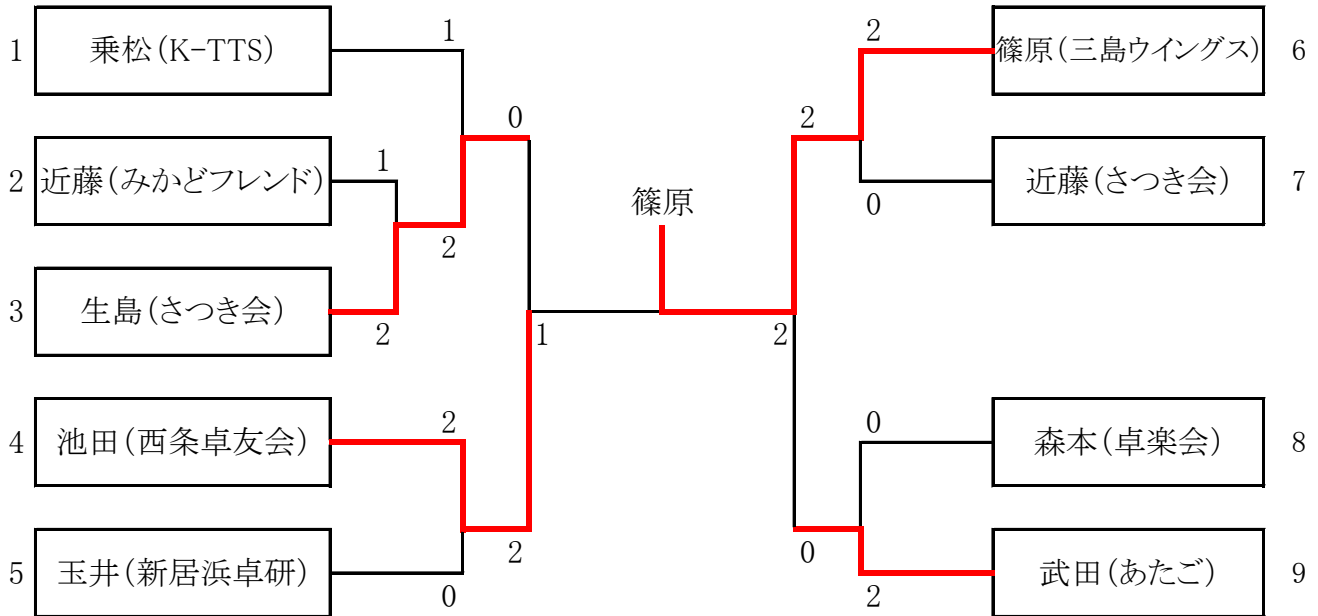 1 乗松(K-TTS) 1
2 近藤(みかどフレンド) 1
0
2
3 生島(さつき会) 2
4 池田(西条卓友会) 2
2
5 玉井(新居浜卓研) 0
1
篠原
2
2 篠原(三島ウイングス) 6
2
0 近藤(さつき会) 7
0 森本(卓楽会) 8
0
2 武田(あたご) 9